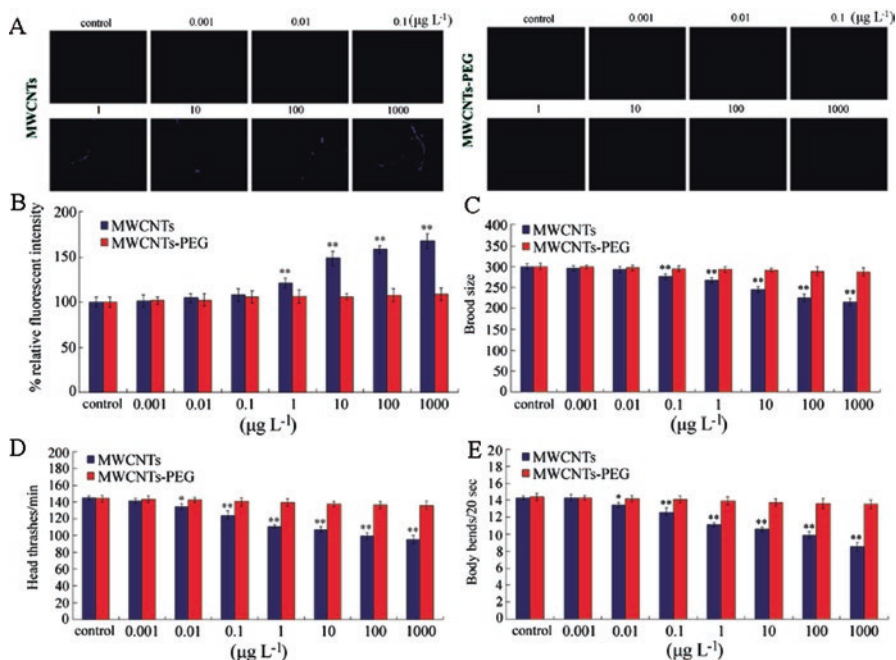 A
control 0.001 0.01 0.1 (µg L-1)
MWCNTs
1 10 100 1000
control 0.001 0.01 0.1 (µg L-1)
MWCNTs-PEG
1 10 100 1000
B
MWCNTs
MWCNTs-PEG
% relative fluorescent intensity
200
150
100
50
0
** ** ** **
control 0.001 0.01 0.1 1 10 100 1000
(µg L-1)
C
MWCNTs
MWCNTs-PEG
Brood size
400
350
300
250
200
150
100
50
0
** ** ** ** **
control 0.001 0.01 0.1 1 10 100 1000
(µg L-1)
D
MWCNTs
MWCNTs-PEG
Head thrashes/min
200
180
160
140
120
100
80
60
40
20
0
* ** ** ** ** **
control 0.001 0.01 0.1 1 10 100 1000
(µg L-1)
E
MWCNTs
MWCNTs-PEG
Body bends/20 sec
20
18
16
14
12
10
8
6
4
2
0
* ** ** ** ** **
control 0.001 0.01 0.1 1 10 100 1000
(µg L-1)